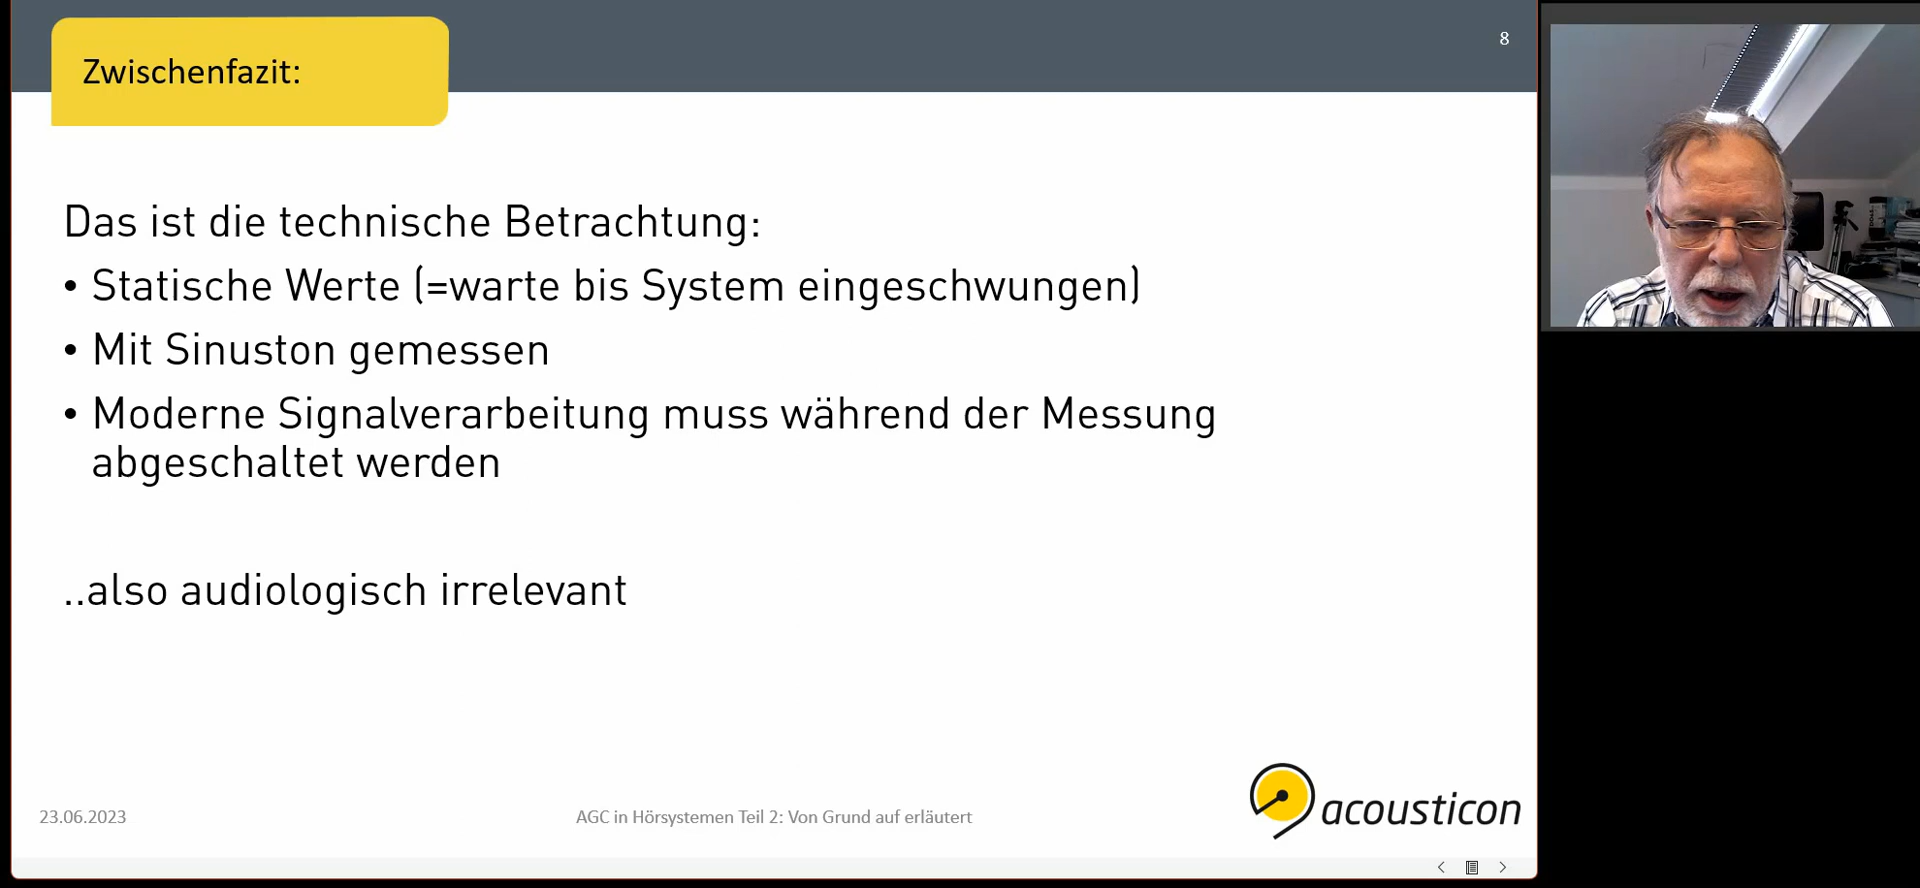 Zwischenfazit:
8
Das ist die technische Betrachtung:
• Statische Werte (=warte bis System eingeschwungen)
• Mit Sinuston gemessen
• Moderne Signalverarbeitung muss während der Messung
abgeschaltet werden
..also audiologisch irrelevant
23.06.2023
AGC in Hörsystemen Teil 2: Von Grund auf erläutert
acousticon